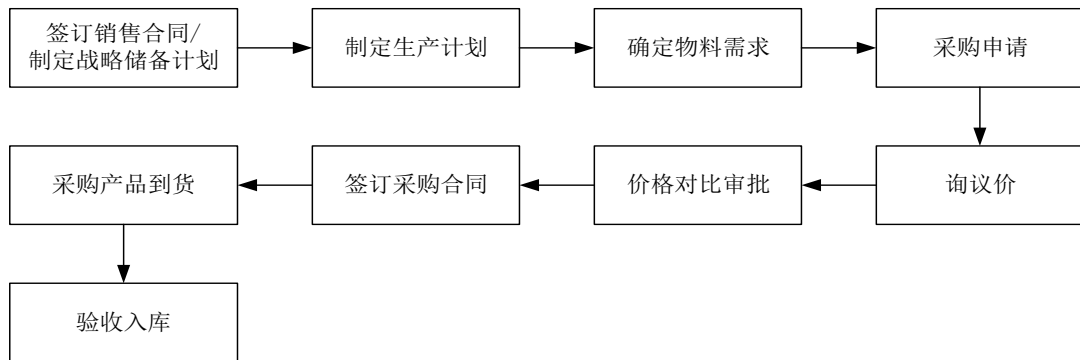 签订销售合同/
制定战略储备计划
制定生产计划
确定物料需求
采购申请
询议价
价格对比审批
签订采购合同
采购产品到货
验收入库